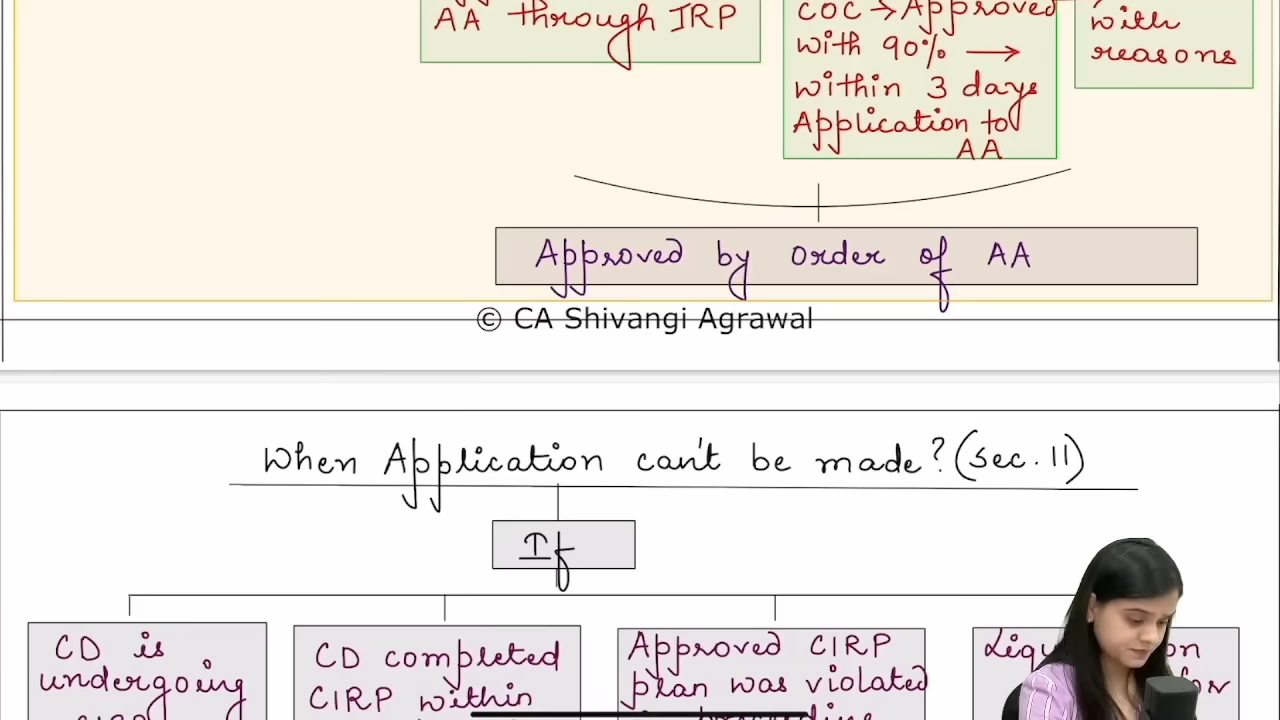 AA through IRP
COC → Approved
with 90% →
within 3 days
Application to
AA
with
reasons
Approved by order of AA
© CA Shivangi Agrawal
When Application can't be made? (sec. 11)
If
CD is
undergoing
CD completed
CIRP within
Approved CIRP
plan was violated